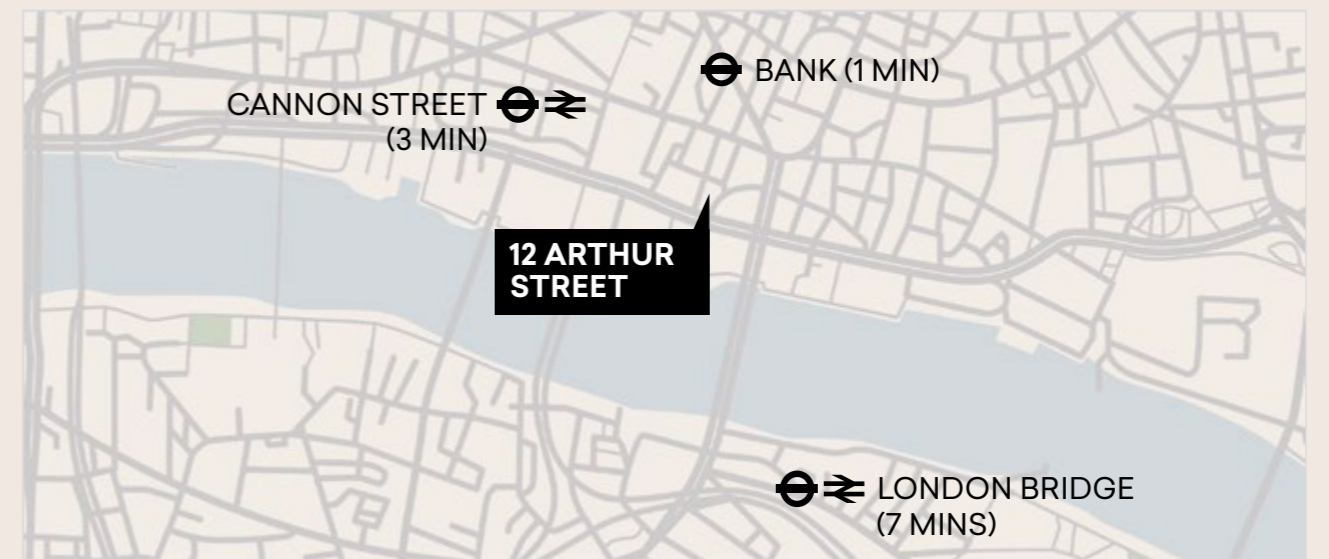 BANK (1 MIN)
CANNON STREET
(3 MIN)
12 ARTHUR
STREET
LONDON BRIDGE
(7 MINS)